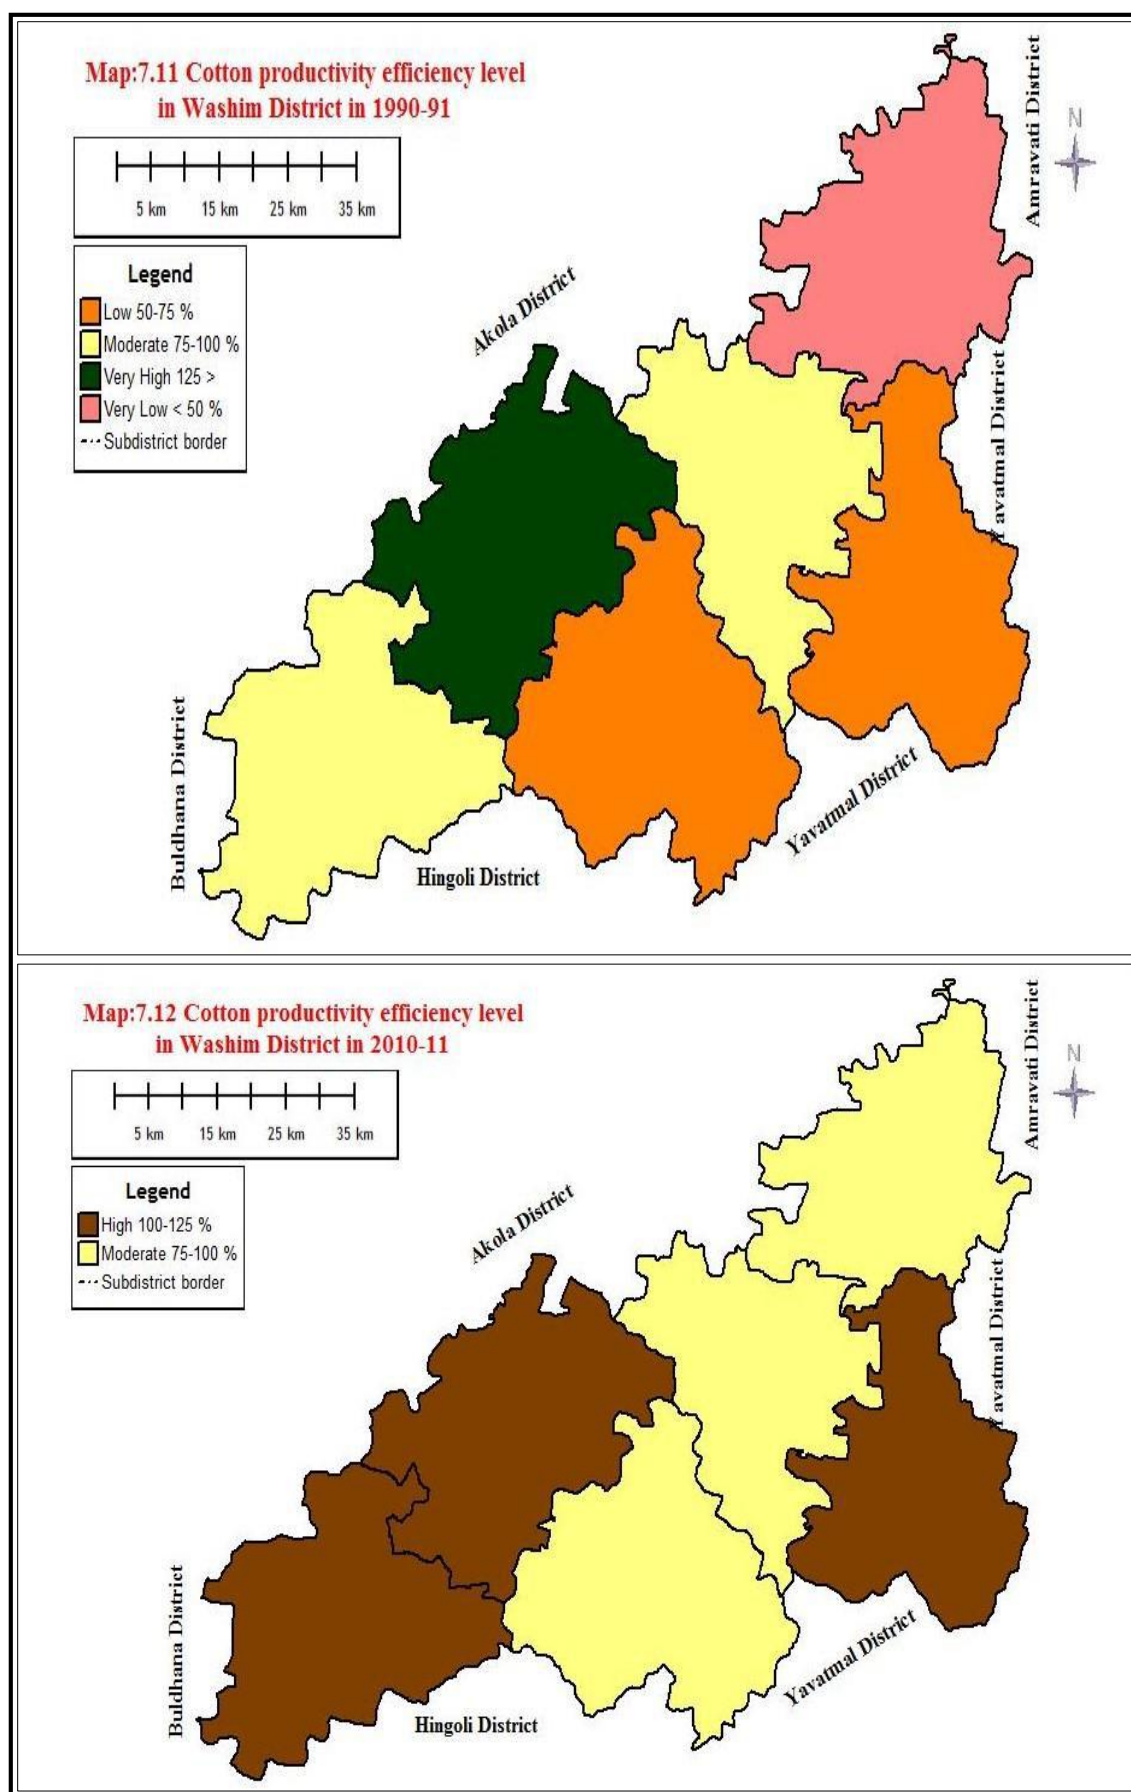 Map:7.11 Cotton productivity efficiency level
in Washim District in 1990-91
5 km 15 km 25 km 35 km
Legend
Low 50-75 %
Moderate 75-100 %
Very High 125 >
Very Low < 50 %
Subdistrict border
N
Amravati District
Akola District
Yavatmal District
Buldhana District
Yavatmal District
Hingoli District
Map:7.12 Cotton productivity efficiency level
in Washim District in 2010-11
5 km 15 km 25 km 35 km
Legend
High 100-125 %
Moderate 75-100 %
Subdistrict border
N
Amravati District
Akola District
Yavatmal District
Buldhana District
Yavatmal District
Hingoli District